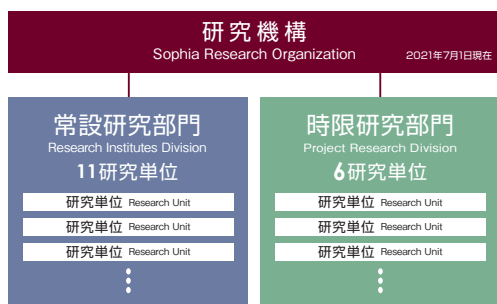 研究機構
Sophia Research Organization 2021年7月1日現在
常設研究部門
Research Institutes Division
11研究単位
研究単位 Research Unit
研究単位 Research Unit
研究単位 Research Unit
時限研究部門
Project Research Division
6研究単位
研究単位 Research Unit
研究単位 Research Unit
研究単位 Research Unit